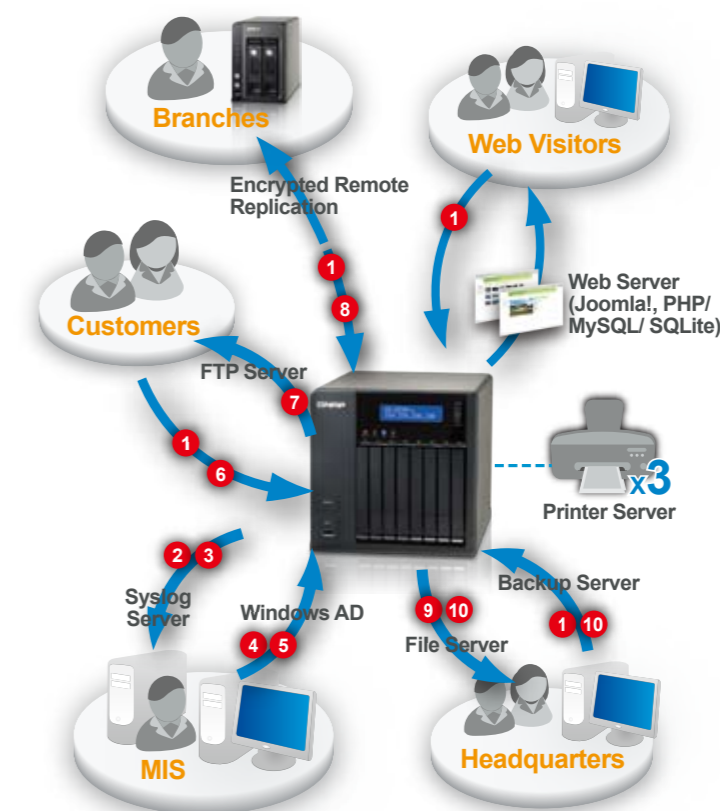 Branches
Web Visitors
Encrypted Remote
Replication
1
1
8
Web Server
(Joomla!, PHP/
MySQL/ SQLite)
Customers
FTP Server
7
1
6
x3
Printer Server
2 3
Syslog
Server
Windows AD
4 5
9 10
File Server
Backup Server
1 10
MIS
Headquarters